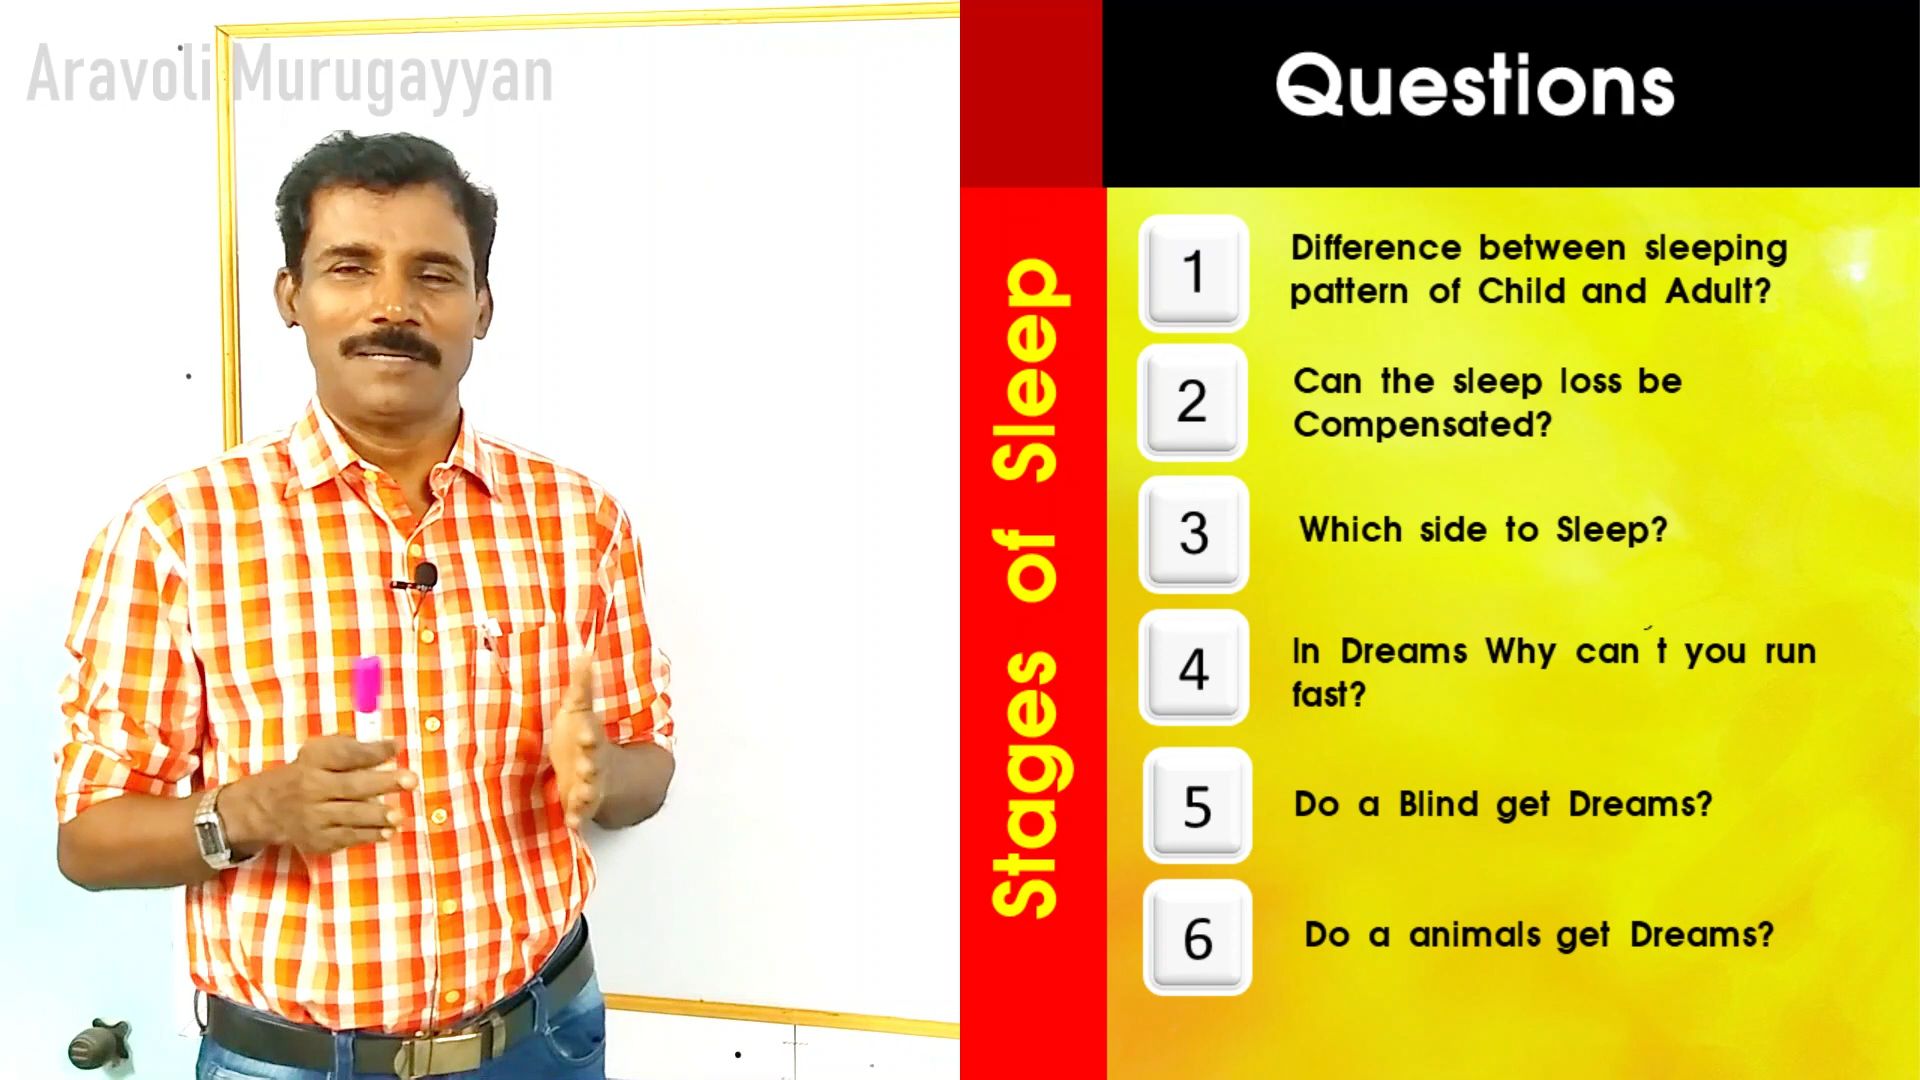 Aravoli Murugayyan
Questions
Stages of Sleep
1
Difference between sleeping
pattern of Child and Adult?
2
Can the sleep loss be
Compensated?
3
Which side to Sleep?
4
In Dreams Why can´t you run
fast?
5
Do a Blind get Dreams?
6
Do a animals get Dreams?